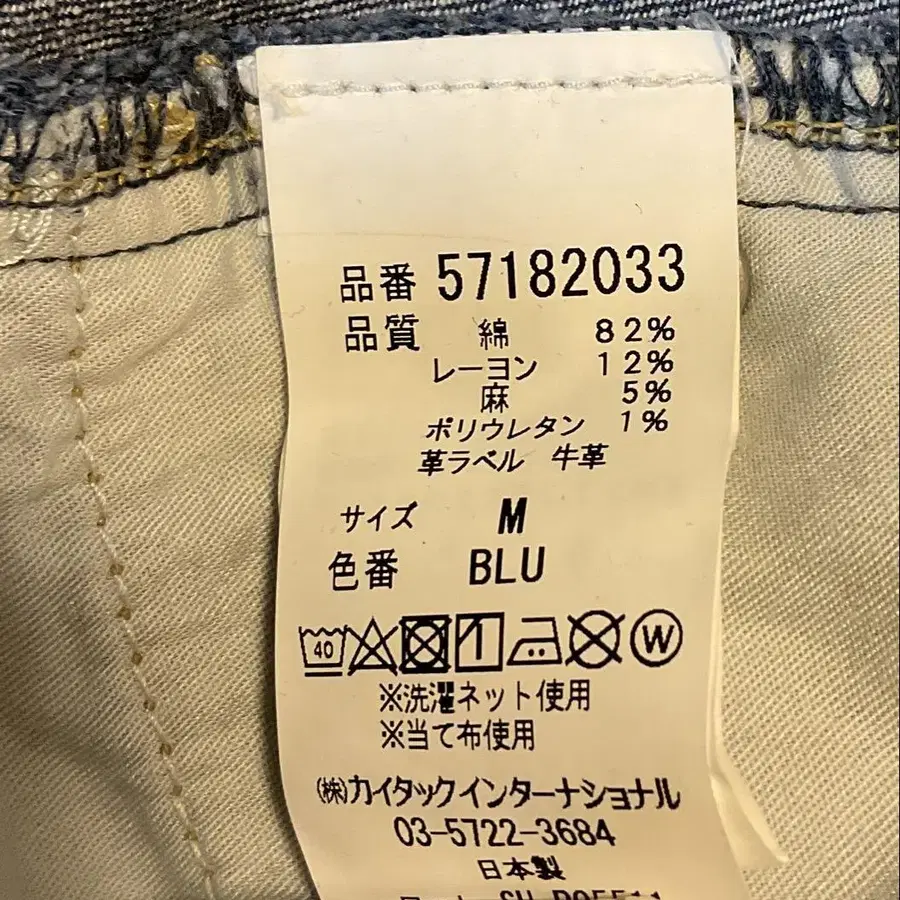 品番 57182033
品質 綿 82%
レーヨン 12%
麻 5%
ポリウレタン 1%
革ラベル 牛革
サイズ M
色番 BLU
40 W
※洗濯ネット使用
※当て布使用
㈱カイタックインターナショナル
03-5722-3684
日本製